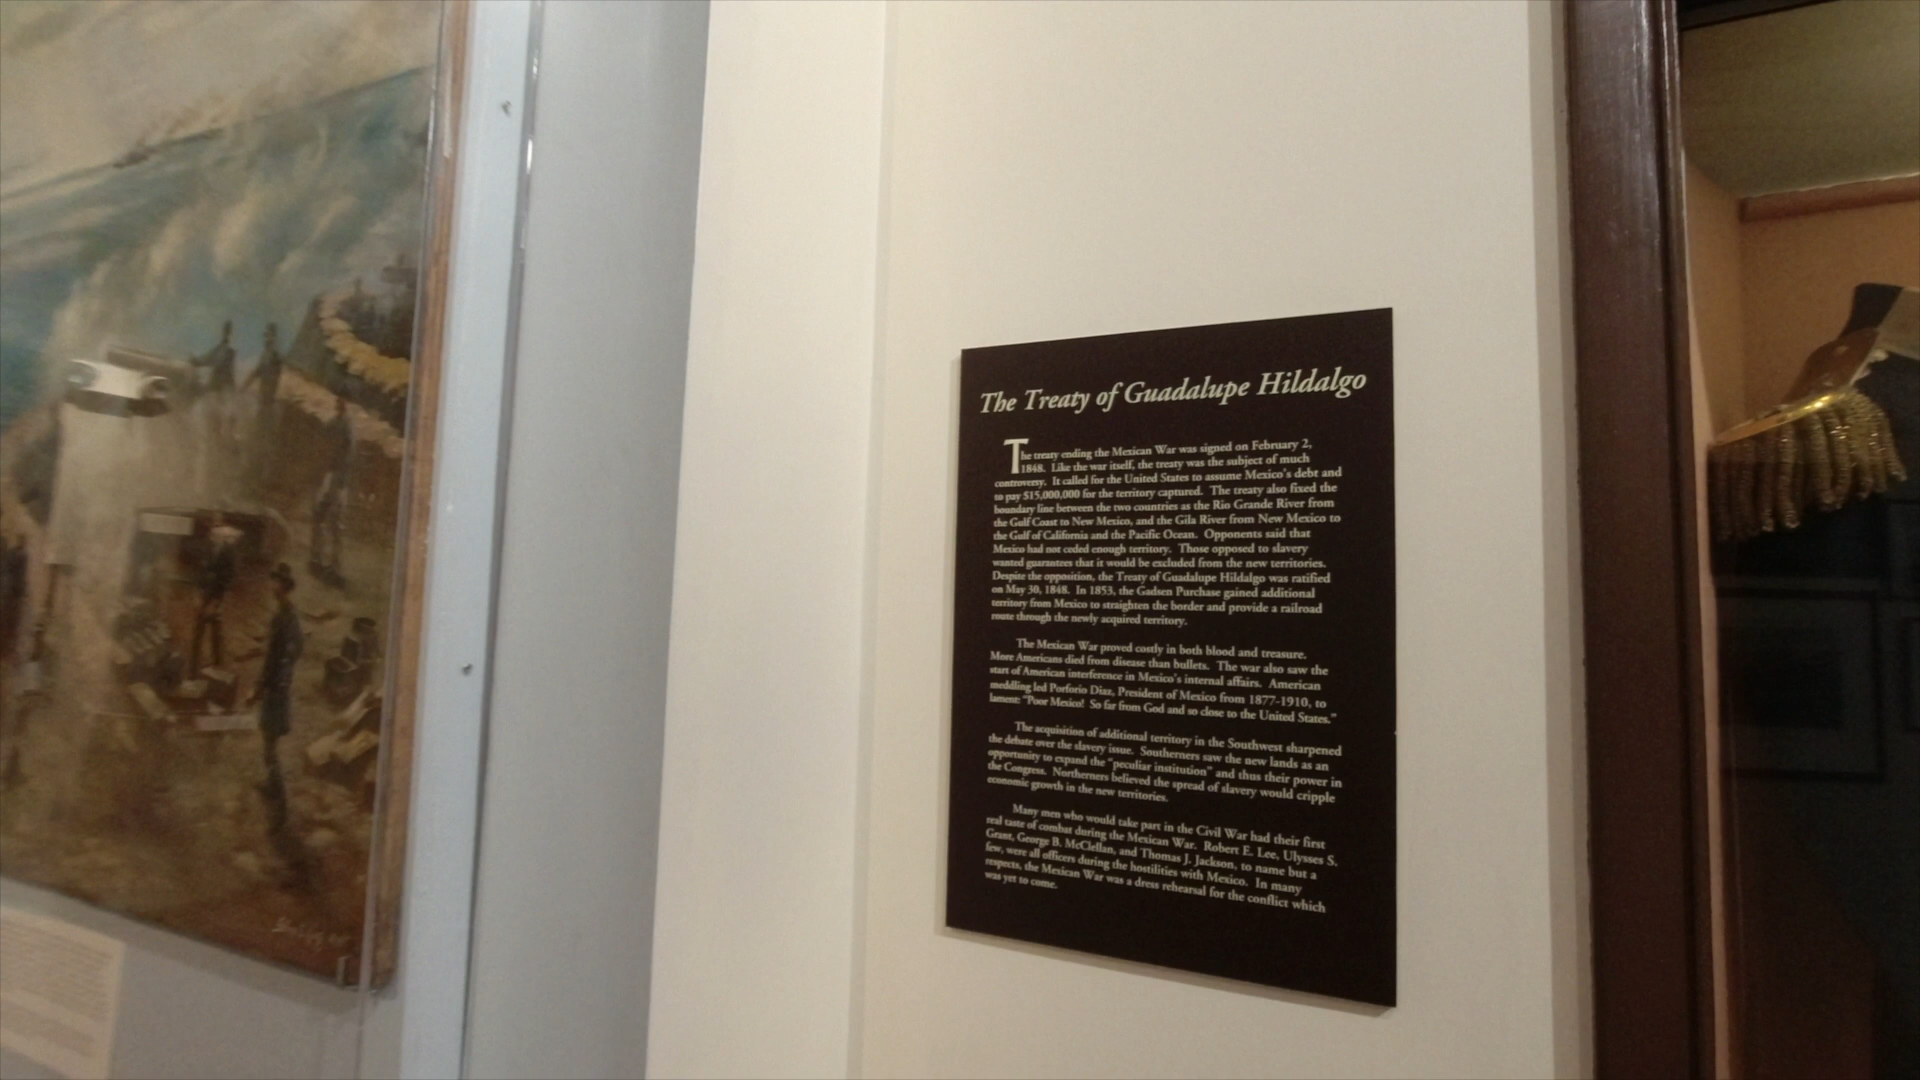 The Treaty of Guadalupe Hildalgo
The treaty ending the Mexican War was signed on February 2,
1848. Like the war itself, the treaty was the subject of much
controversy. It called for the United States to assume Mexico's debt and
to pay $15,000,000 for the territory captured. The treaty also fixed the
boundary line between the two countries as the Rio Grande River from
the Gulf Coast to New Mexico, and the Gila River from New Mexico to
the Gulf of California and the Pacific Ocean. Opponents said that
Mexico had not ceded enough territory. Those opposed to slavery
wanted guarantees that it would be excluded from the new territories.
Despite the opposition, the Treaty of Guadalupe Hildalgo was ratified
on May 30, 1848. In 1853, the Gadsen Purchase gained additional
territory from Mexico to straighten the border and provide a railroad
route through the newly acquired territory.
The Mexican War proved costly in both blood and treasure.
More Americans died from disease than bullets. The war also saw the
start of American interference in Mexico's internal affairs. American
meddling led Porforio Diaz, President of Mexico from 1877-1910, to
lament: "Poor Mexico! So far from God and so close to the United States."
The acquisition of additional territory in the Southwest sharpened
the debate over the slavery issue. Southerners saw the new lands as an
opportunity to expand the "peculiar institution" and thus their power in
the Congress. Northerners believed the spread of slavery would cripple
economic growth in the new territories.
Many men who would take part in the Civil War had their first
real taste of combat during the Mexican War. Robert E. Lee, Ulysses S.
Grant, George B. McClellan, and Thomas J. Jackson, to name but a
few, were all officers during the hostilities with Mexico. In many
respects, the Mexican War was a dress rehearsal for the conflict which
was yet to come.